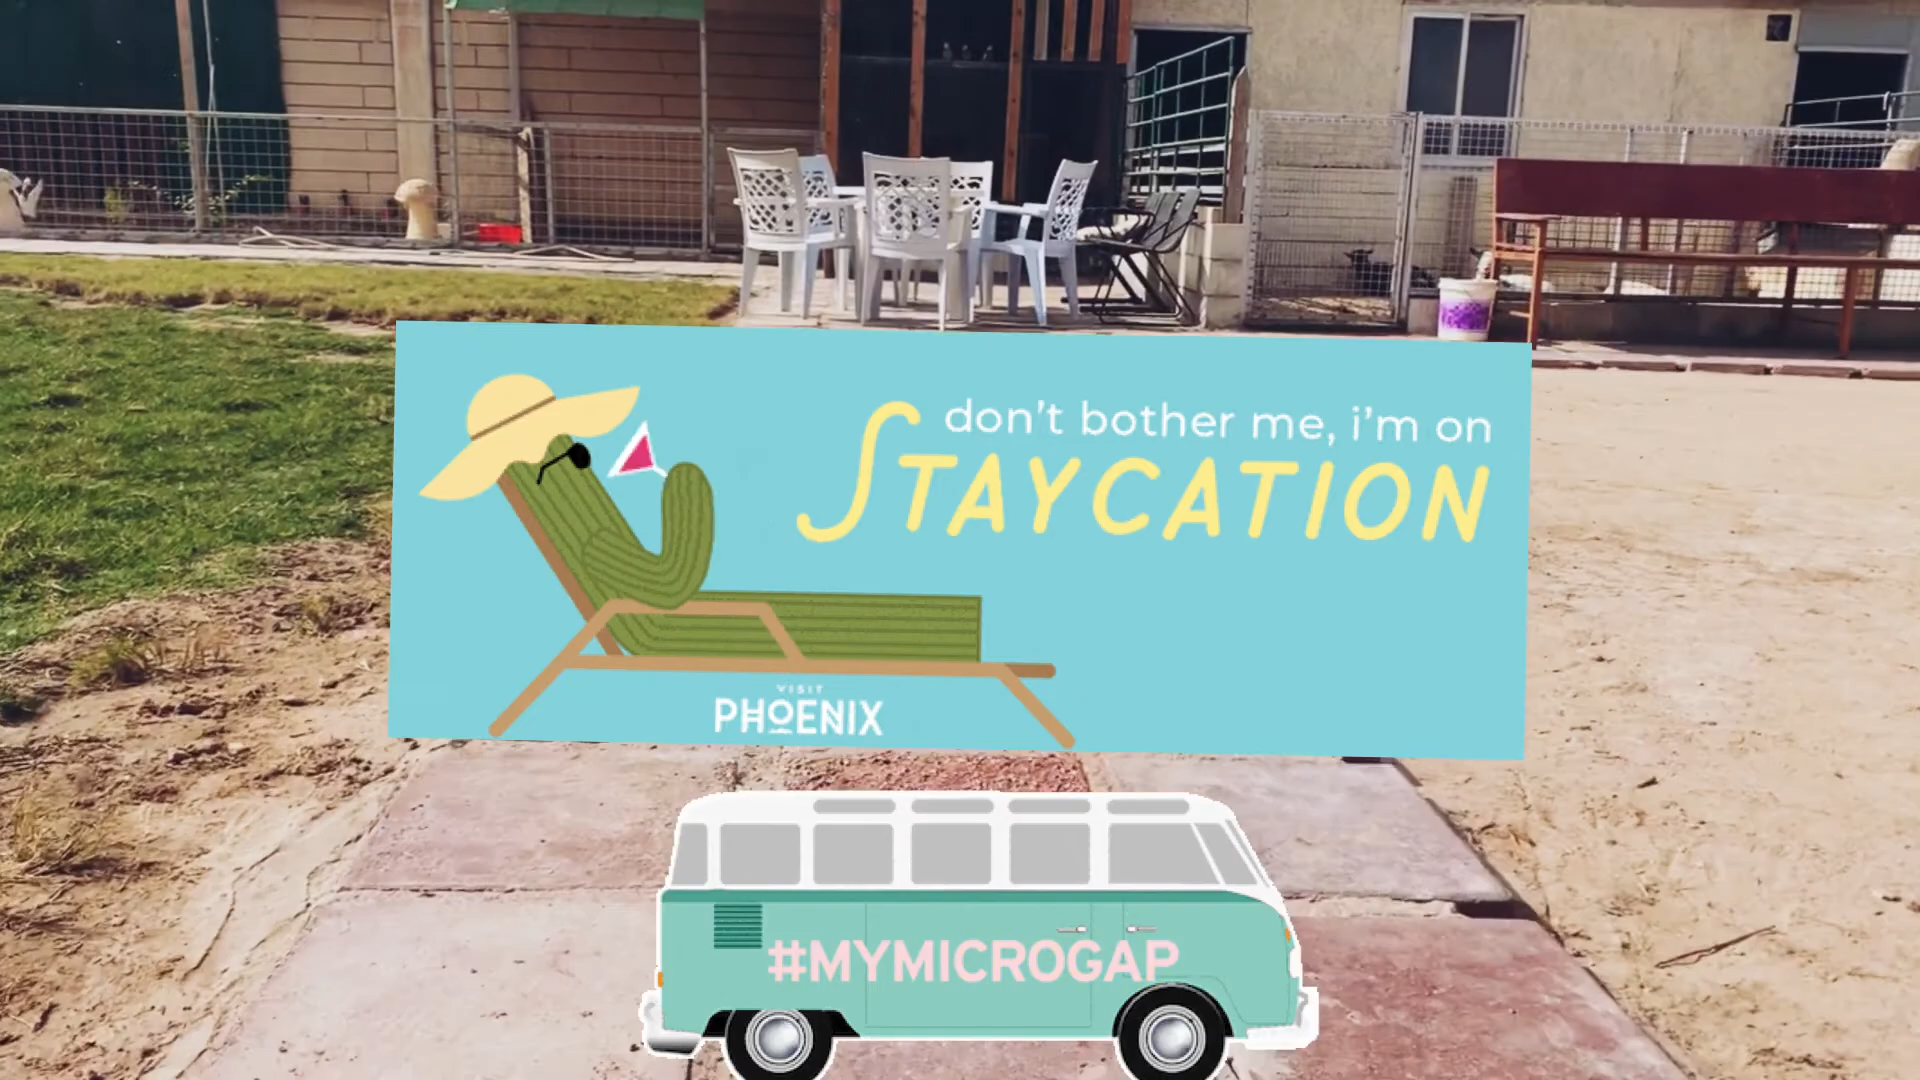 don't bother me, i'm on
STAYCATION
VISIT
PHOENIX
#MYMICROGAP